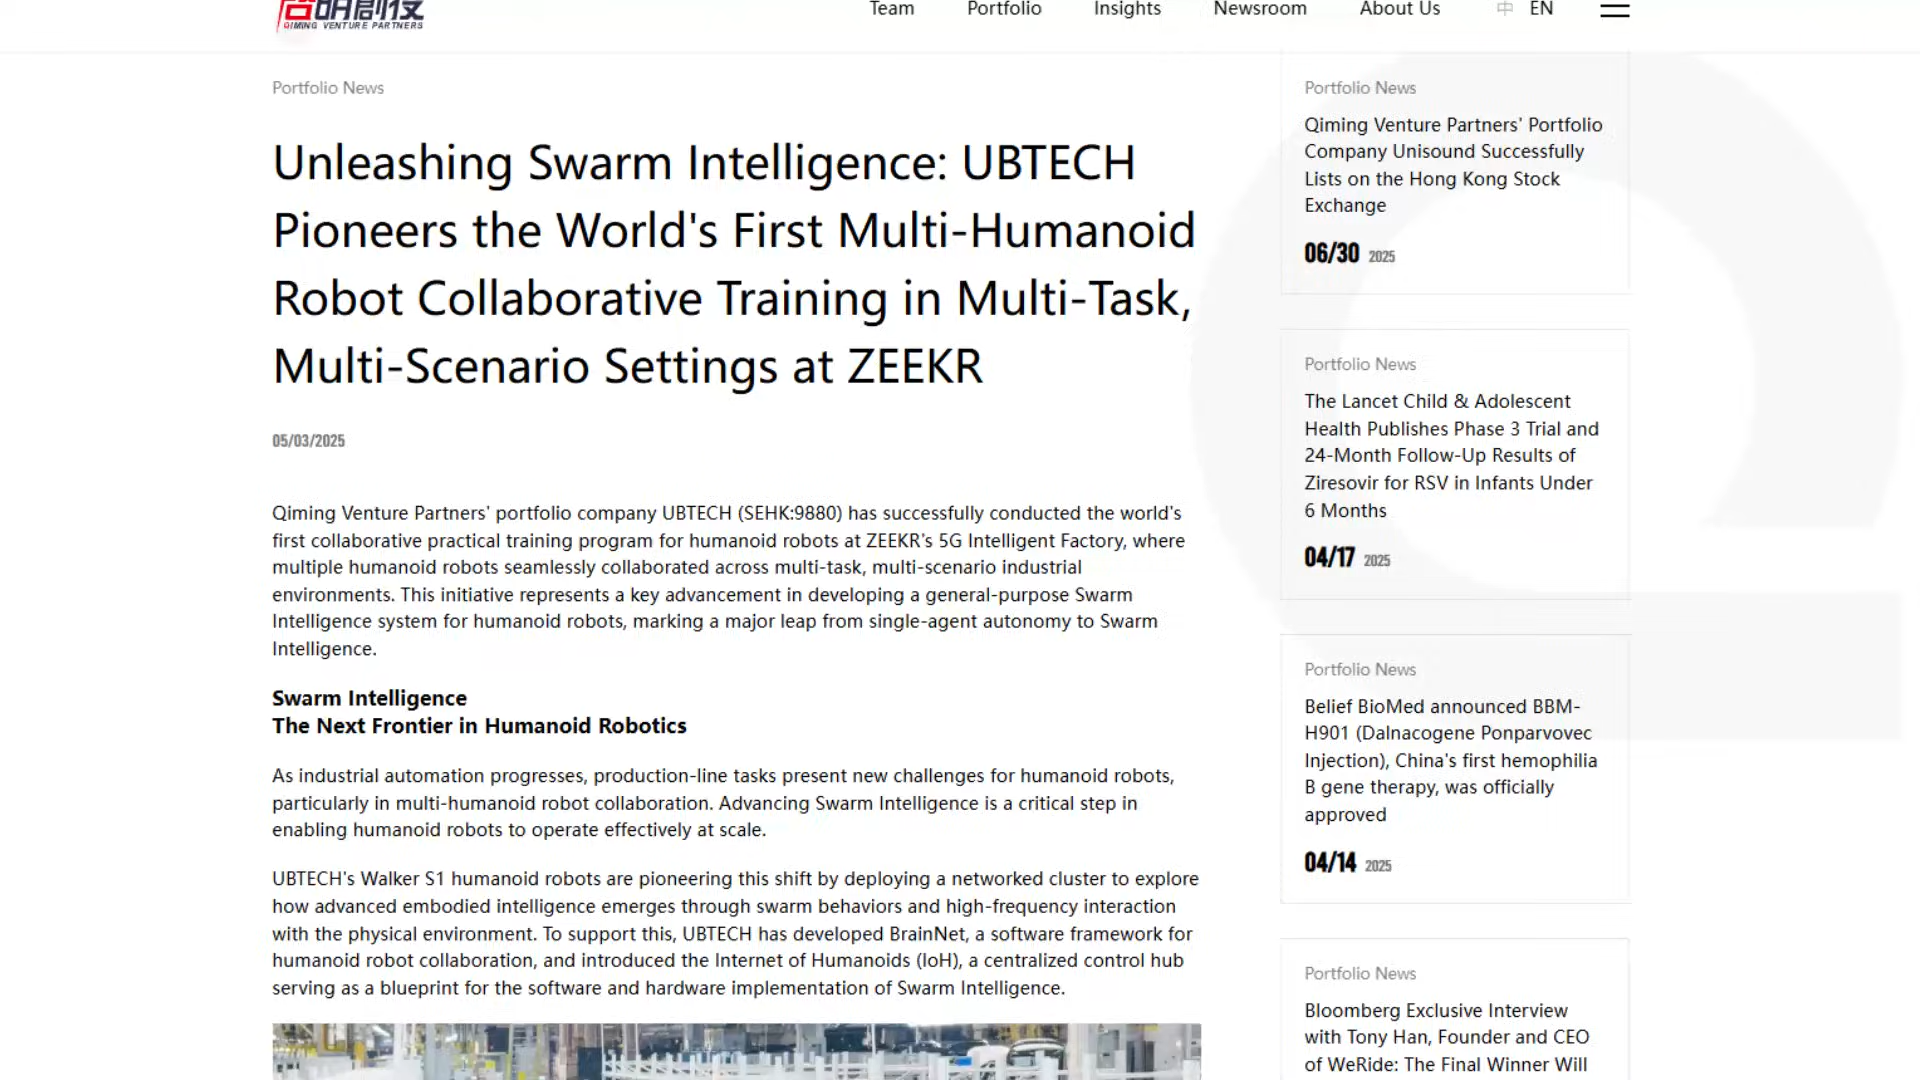 启明创投
QIMING VENTURE PARTNERS
Team
Portfolio
Insights
Newsroom
About Us
中
EN
Portfolio News
Unleashing Swarm Intelligence: UBTECH
Pioneers the World's First Multi-Humanoid
Robot Collaborative Training in Multi-Task,
Multi-Scenario Settings at ZEEKR
05/03/2025
Qiming Venture Partners' portfolio company UBTECH (SEHK:9880) has successfully conducted the world's
first collaborative practical training program for humanoid robots at ZEEKR's 5G Intelligent Factory, where
multiple humanoid robots seamlessly collaborated across multi-task, multi-scenario industrial
environments. This initiative represents a key advancement in developing a general-purpose Swarm
Intelligence system for humanoid robots, marking a major leap from single-agent autonomy to Swarm
Intelligence.
Swarm Intelligence
The Next Frontier in Humanoid Robotics
As industrial automation progresses, production-line tasks present new challenges for humanoid robots,
particularly in multi-humanoid robot collaboration. Advancing Swarm Intelligence is a critical step in
enabling humanoid robots to operate effectively at scale.
UBTECH's Walker S1 humanoid robots are pioneering this shift by deploying a networked cluster to explore
how advanced embodied intelligence emerges through swarm behaviors and high-frequency interaction
with the physical environment. To support this, UBTECH has developed BrainNet, a software framework for
humanoid robot collaboration, and introduced the Internet of Humanoids (IoH), a centralized control hub
serving as a blueprint for the software and hardware implementation of Swarm Intelligence.
Portfolio News
Qiming Venture Partners' Portfolio
Company Unisound Successfully
Lists on the Hong Kong Stock
Exchange
06/30 2025
Portfolio News
The Lancet Child & Adolescent
Health Publishes Phase 3 Trial and
24-Month Follow-Up Results of
Ziresovir for RSV in Infants Under
6 Months
04/17 2025
Portfolio News
Belief BioMed announced BBM-
H901 (Dalnacogene Ponparvovec
Injection), China's first hemophilia
B gene therapy, was officially
approved
04/14 2025
Portfolio News
Bloomberg Exclusive Interview
with Tony Han, Founder and CEO
of WeRide: The Final Winner Will